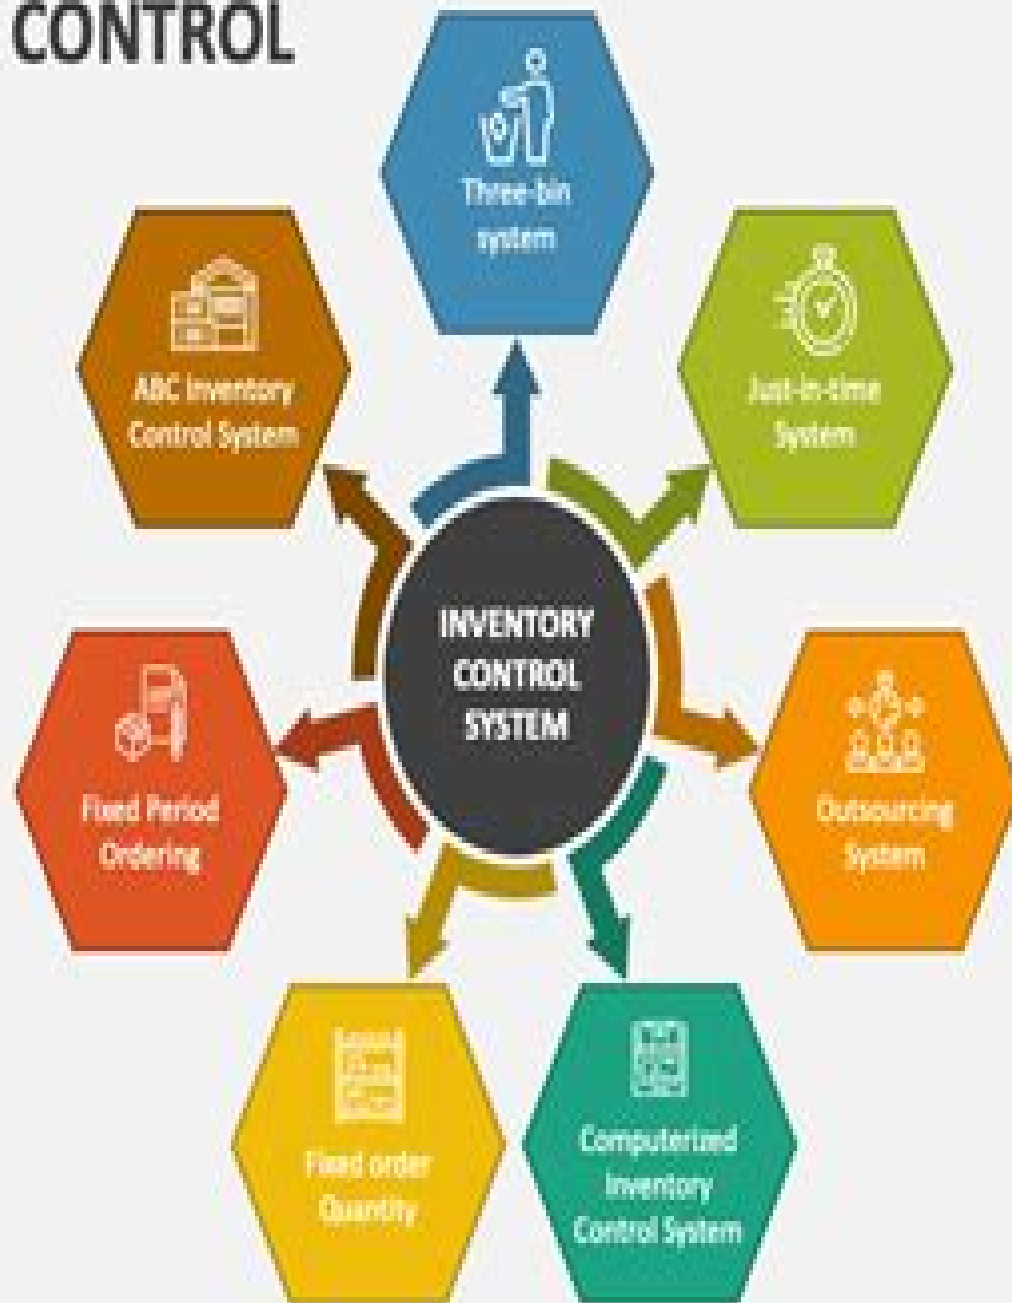 CONTROL
Three-bin
system
ABC Inventory
Control System
Just-in-time
System
INVENTORY
CONTROL
SYSTEM
Fixed Period
Ordering
Outsourcing
System
Fixed order
Quantity
Computerized
Inventory
Control System